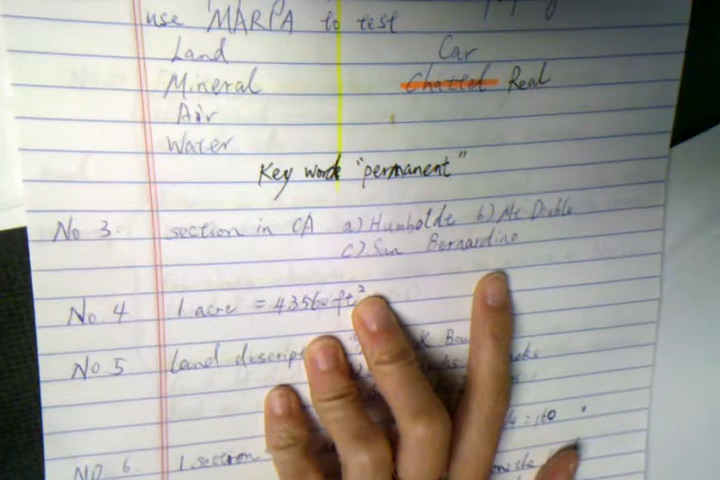 use MARPA to test
Land Car
Mineral Chattel Real
Air
Water
Key word "permanent"
No 3. section in CA a) Humboldt b) Mt Diablo
c) San Bernardino
No. 4 1 acre = 43560 ft²
No. 5 land K
No. 6 1 section = 160